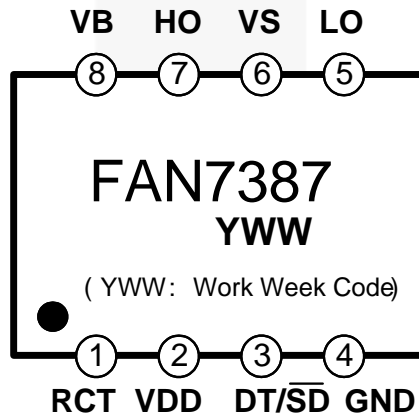 VB HO VS LO
8 7 6 5
FAN7387
YWW
( YWW: Work Week Code)
1 2 3 4
RCT VDD DT/S̅D̅ GND